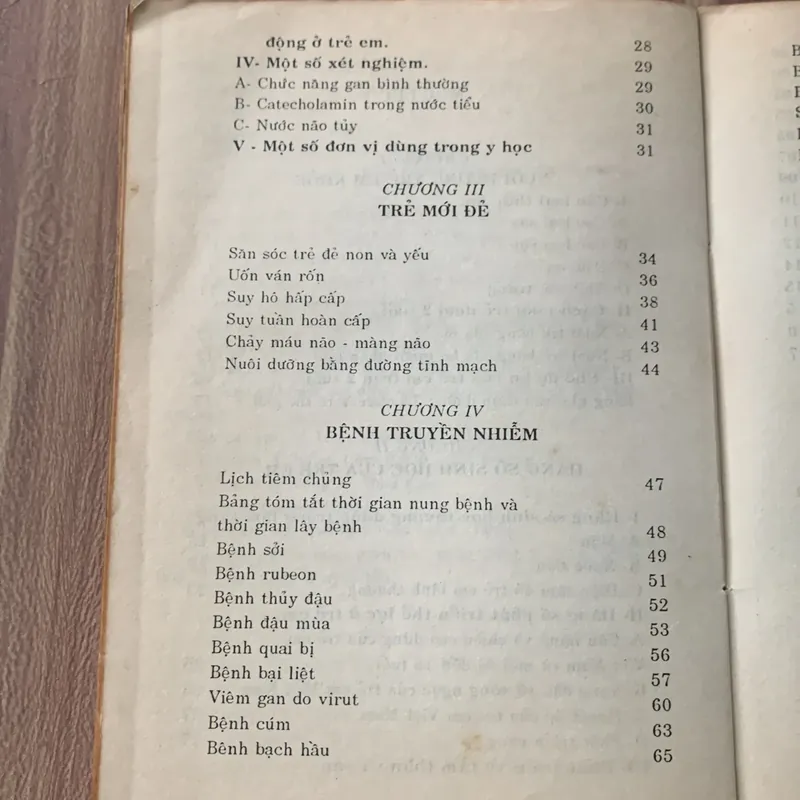 động ở trẻ em. 28
IV- Một số xét nghiệm. 29
A- Chức năng gan bình thường 29
B- Catecholamin trong nước tiểu 30
C- Nước não tủy 31
V - Một số đơn vị dùng trong y học 31
CHƯƠNG III
TRẺ MỚI ĐẺ
Săn sóc trẻ đẻ non và yếu 34
Uốn ván rốn 36
Suy hô hấp cấp 38
Suy tuần hoàn cấp 41
Chảy máu não - màng não 43
Nuôi dưỡng bằng đường tĩnh mạch 44
CHƯƠNG IV
BỆNH TRUYỀN NHIỄM
Lịch tiêm chủng 47
Bảng tóm tắt thời gian nung bệnh và
thời gian lây bệnh 48
Bệnh sởi 49
Bệnh rubeon 51
Bệnh thủy đậu 52
Bệnh đậu mùa 53
Bệnh quai bị 56
Bệnh bại liệt 57
Viêm gan do virut 60
Bệnh cúm 63
Bênh bạch hầu 65